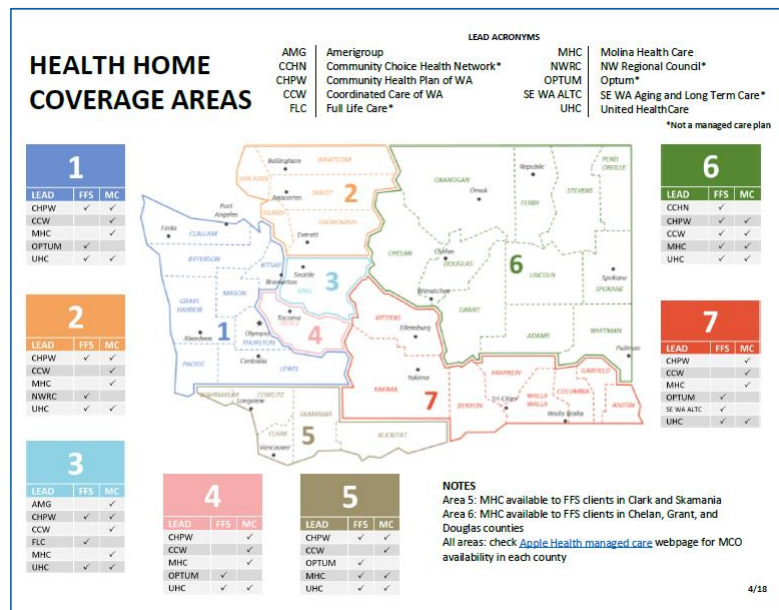 LEAD ACRONYMS
HEALTH HOME
COVERAGE AREAS
AMG Amerigroup
CCHN Community Choice Health Network*
CHPW Community Health Plan of WA
CCW Coordinated Care of WA
FLC Full Life Care*
MHC Molina Health Care
NWRC NW Regional Council*
OPTUM Optum*
SE WA ALTC SE WA Aging and Long Term Care*
UHC United HealthCare
*Not a managed care plan
1
LEAD FFS MC
CHPW ✓ ✓
CCW ✓
MHC ✓
OPTUM ✓
UHC ✓ ✓
2
LEAD FFS MC
CHPW ✓ ✓
CCW ✓
MHC ✓
NWRC ✓
UHC ✓ ✓
3
LEAD FFS MC
AMG ✓
CHPW ✓ ✓
CCW ✓
FLC ✓
MHC ✓
UHC ✓ ✓
4
LEAD FFS MC
CHPW ✓
CCW ✓
MHC ✓
OPTUM ✓
UHC ✓ ✓
5
LEAD FFS MC
CHPW ✓ ✓
CCW ✓
OPTUM ✓
MHC ✓ ✓
UHC ✓ ✓
6
LEAD FFS MC
CCHN ✓
CHPW ✓ ✓
CCW ✓ ✓
MHC ✓ ✓
UHC ✓ ✓
7
LEAD FFS MC
CHPW ✓
CCW ✓
MHC ✓
OPTUM ✓
SE WA ALTC ✓
UHC ✓ ✓
Bellingham
WHATCOM
SAN JUAN
SKAGIT
Anacortes
2
ISLAND
SNOHOMISH
Everett
Port
Angeles
Forks
CLALLAM
JEFFERSON
KITSAP
Bremerton
Seattle
KING
3
MASON
GRAYS
HARBOR
Tacoma
PIERCE
4
Aberdeen
1
Olympia
THURSTON
Centralia
PACIFIC
LEWIS
WAHKIAKUM
COWLITZ
Longview
SKAMANIA
CLARK
5
Vancouver
KLICKITAT
OKANOGAN
Republic
PEND
OREILLE
Omak
FERRY
STEVENS
CHELAN
Chelan
DOUGLAS
6
LINCOLN
Spokane
SPOKANE
Wenatchee
GRANT
ADAMS
WHITMAN
Pullman
KITTITAS
Ellensburg
Yakima
YAKIMA
7
BENTON
FRANKLIN
Tri-Cities
WALLA
WALLA
Walla Walla
COLUMBIA
GARFIELD
ASOTIN
NOTES
Area 5: MHC available to FFS clients in Clark and Skamania
Area 6: MHC available to FFS clients in Chelan, Grant, and
Douglas counties
All areas: check Apple Health managed care webpage for MCO
availability in each county
4/18